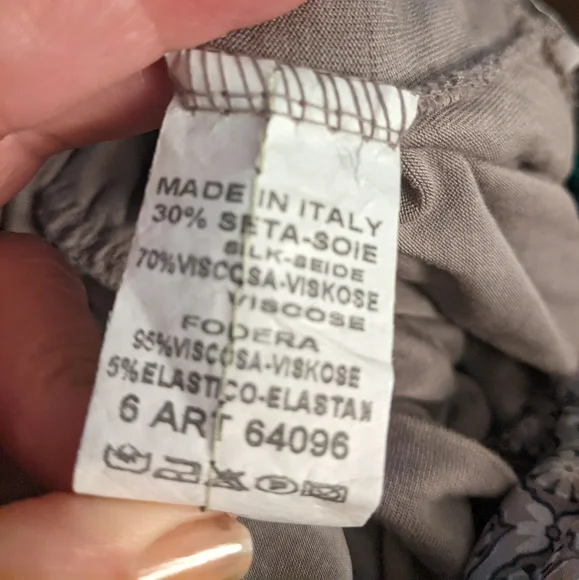 MADE IN ITALY
30% SETA-SOIE
SILK-SEIDE
70%VISCOSA-VISKOSE
VISCOSE
FODERA
95%VISCOSA-VISKOSE
5%ELASTICO-ELASTAN
6 ART 64096